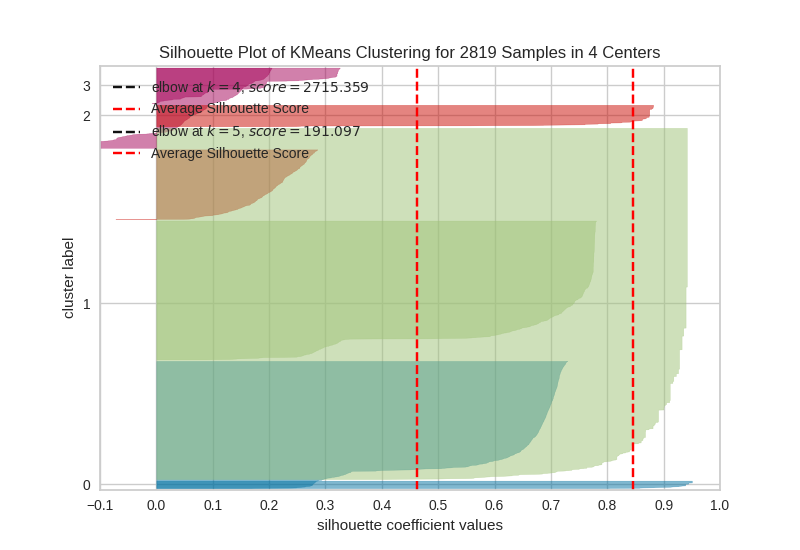 Silhouette Plot of KMeans Clustering for 2819 Samples in 4 Centers
elbow at k = 4, score = 2715.359
Average Silhouette Score
elbow at k = 5, score = 191.097
Average Silhouette Score
3
2
1
0
cluster label
−0.1 0.0 0.1 0.2 0.3 0.4 0.5 0.6 0.7 0.8 0.9 1.0
silhouette coefficient values